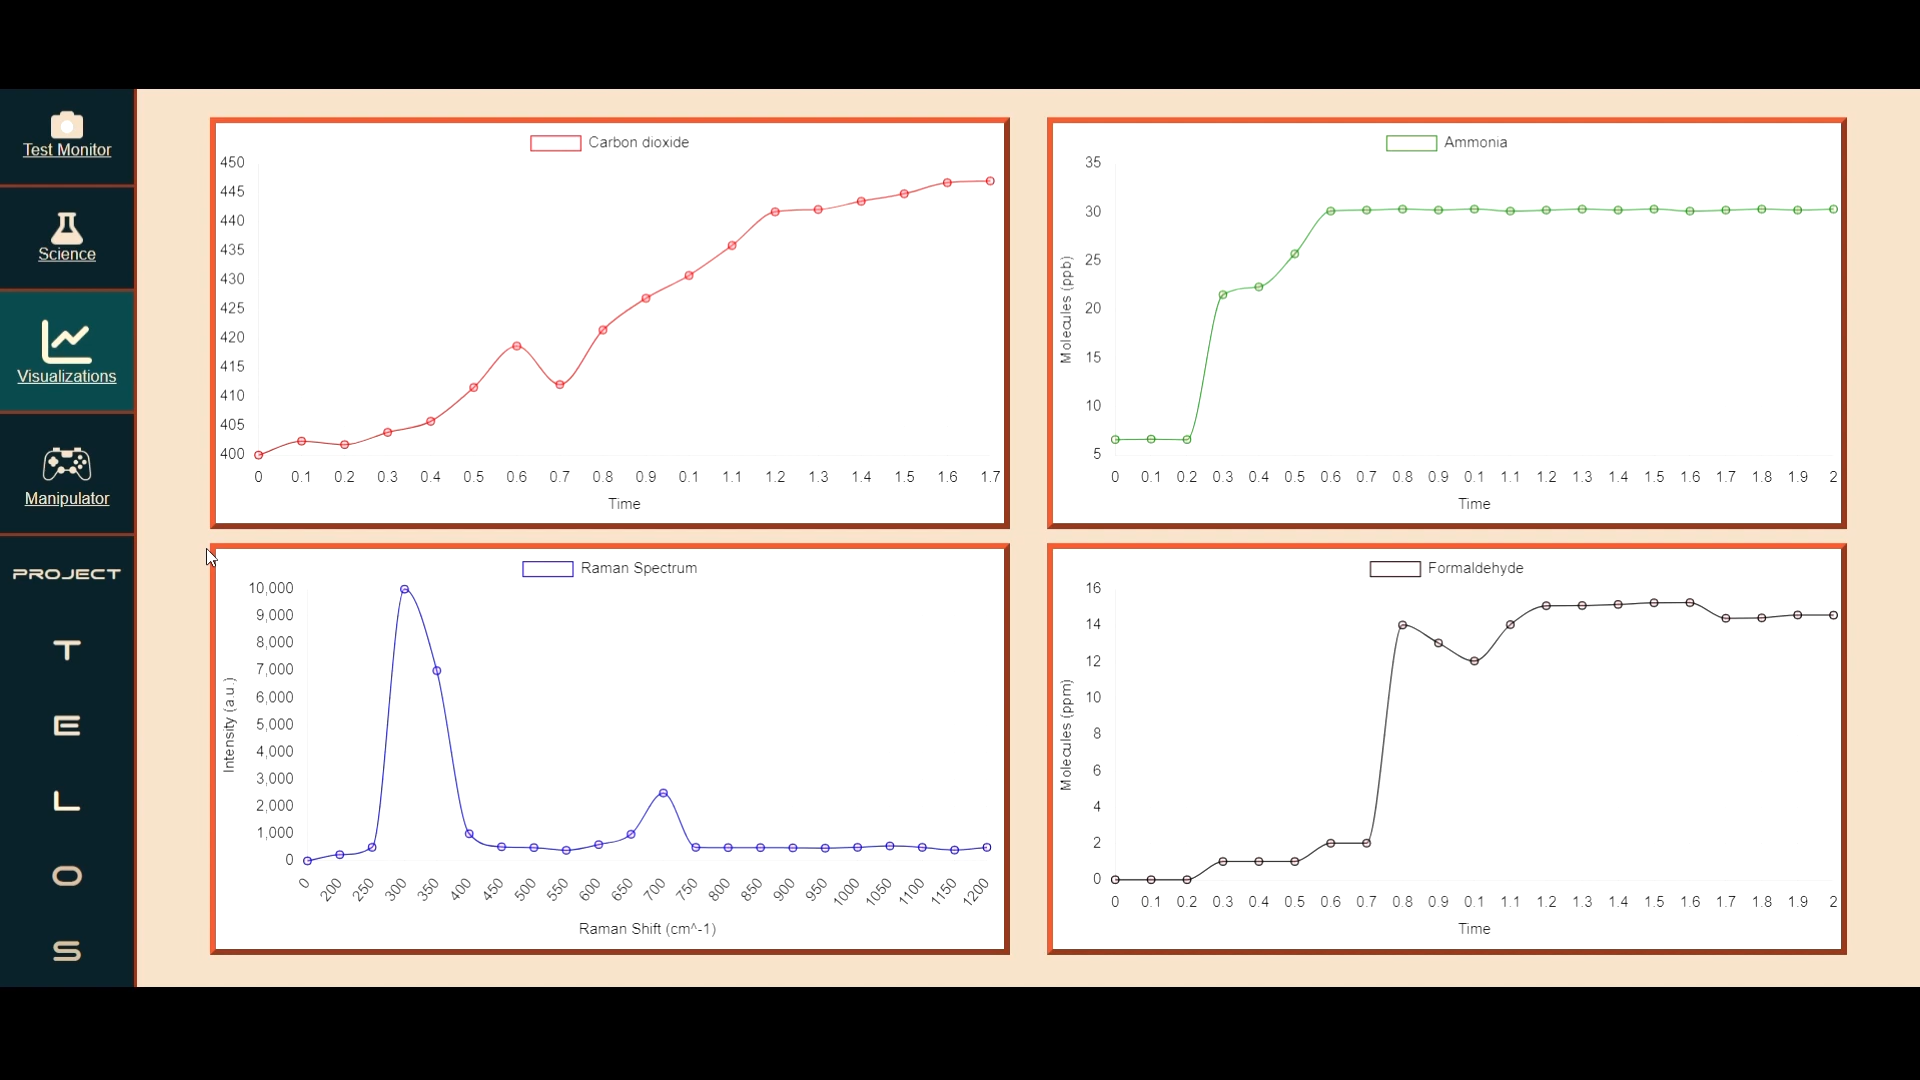 Test Monitor
Science
Visualizations
Manipulator
PROJECT
T
E
L
O
S
Carbon dioxide
450
445
440
435
430
425
420
415
410
405
400
0 0.1 0.2 0.3 0.4 0.5 0.6 0.7 0.8 0.9 0.1 1.1 1.2 1.3 1.4 1.5 1.6 1.7
Time
Ammonia
Molecules (ppb)
35
30
25
20
15
10
5
0 0.1 0.2 0.3 0.4 0.5 0.6 0.7 0.8 0.9 0.1 1.1 1.2 1.3 1.4 1.5 1.6 1.7 1.8 1.9 2
Time
Raman Spectrum
Intensity (a.u.)
10,000
9,000
8,000
7,000
6,000
5,000
4,000
3,000
2,000
1,000
0
0 200 250 300 350 400 450 500 550 600 650 700 750 800 850 900 950 1000 1050 1100 1150 1200
Raman Shift (cm^-1)
Formaldehyde
Molecules (ppm)
16
14
12
10
8
6
4
2
0
0 0.1 0.2 0.3 0.4 0.5 0.6 0.7 0.8 0.9 0.1 1.1 1.2 1.3 1.4 1.5 1.6 1.7 1.8 1.9 2
Time